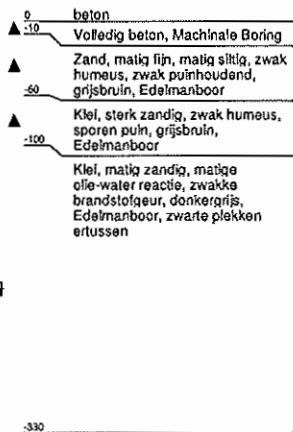 0 beton
-10
Volledig beton, Machinale Boring
Zand, matig fijn, matig siltig, zwak
humeus, zwak puinhoudend,
-60 grijsbruin, Edelmanboor
Klei, sterk zandig, zwak humeus,
sporen puin, grijsbruin,
-100 Edelmanboor
Klei, matig zandig, matige
olie-water reactie, zwakke
brandstofgeur, donkergrijs,
Edelmanboor, zwarte plekken
ertussen
-330